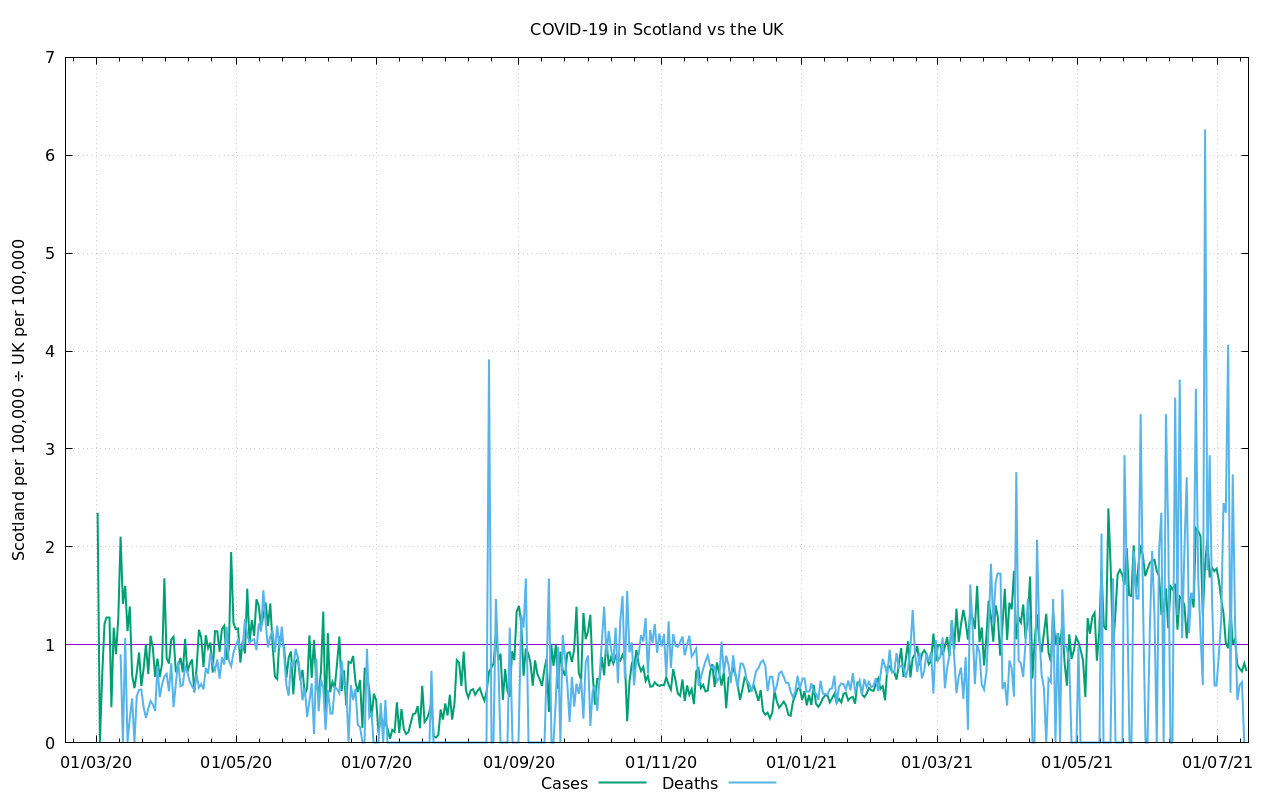 COVID-19 in Scotland vs the UK
Scotland per 100,000 ÷ UK per 100,000
7
6
5
4
3
2
1
0
01/03/20 01/05/20 01/07/20 01/09/20 01/11/20 01/01/21 01/03/21 01/05/21 01/07/21
Cases Deaths